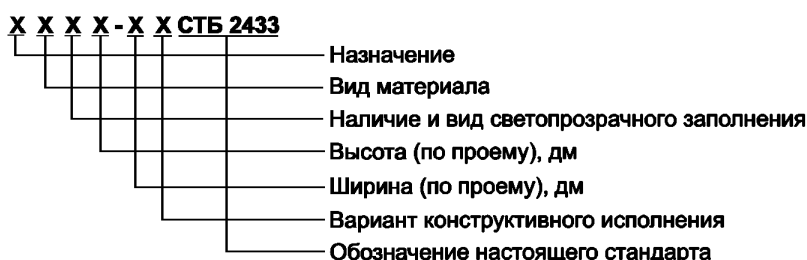 Х Х Х Х - Х Х СТБ 2433
Назначение
Вид материала
Наличие и вид светопрозрачного заполнения
Высота (по проему), дм
Ширина (по проему), дм
Вариант конструктивного исполнения
Обозначение настоящего стандарта